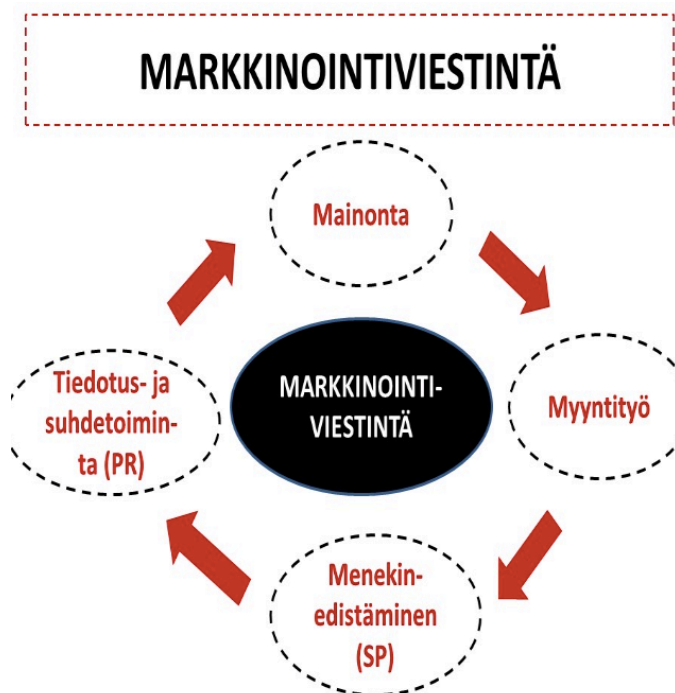 MARKKINOINTIVIESTINTÄ
Mainonta
Tiedotus- ja
suhdetoimin-
ta (PR)
MARKKINOINTI-
VIESTINTÄ
Myyntityö
Menekin-
edistäminen
(SP)